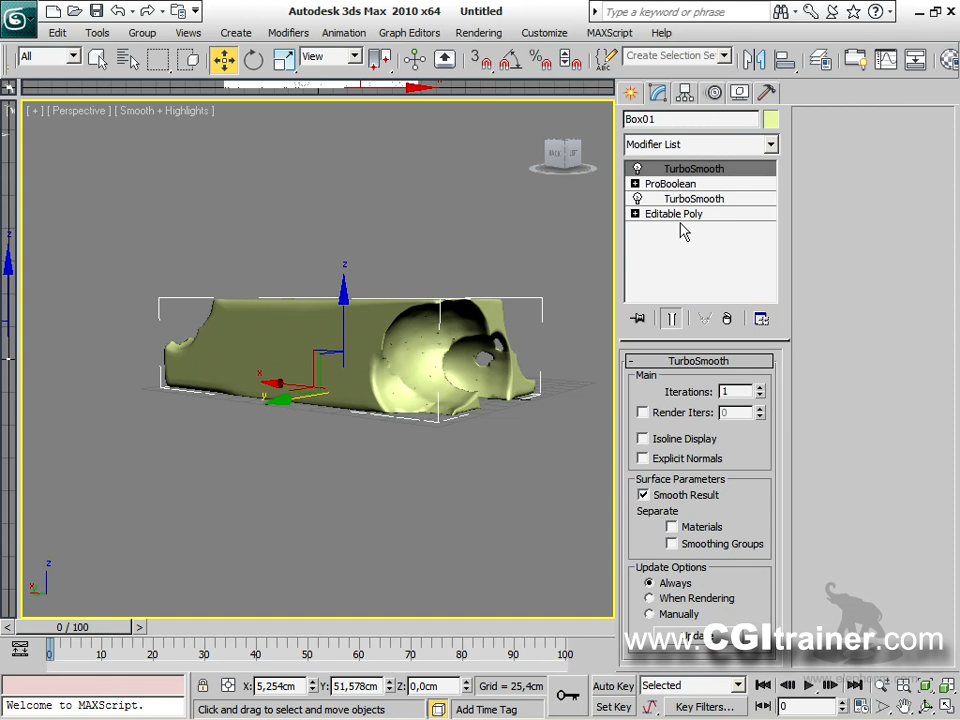 Autodesk 3ds Max 2010 x64
Untitled
Type a keyword or phrase
Edit
Tools
Group
Views
Create
Modifiers
Animation
Graph Editors
Rendering
Customize
MAXScript
Help
All
View
3
Create Selection Se
[ + ] [ Perspective ] [ Smooth + Highlights ]
BACK
LEFT
Box01
Modifier List
TurboSmooth
ProBoolean
TurboSmooth
Editable Poly
z
x
y
z
z
x
- TurboSmooth
Main
Iterations: 1
Render Iters: 0
Isoline Display
Explicit Normals
Surface Parameters
Smooth Result
Separate
Materials
Smoothing Groups
Update Options
Always
When Rendering
Manually
www.CGItrainer.com
< 0 / 100 >
0 10 20 30 40 50 60 70 80 90 100
X: 5,254cm Y: 51,578cm Z: 0,0cm Grid = 25,4cm
Auto Key Selected
Welcome to MAXScript.
Click and drag to select and move objects
Add Time Tag
Set Key
Key Filters...
0